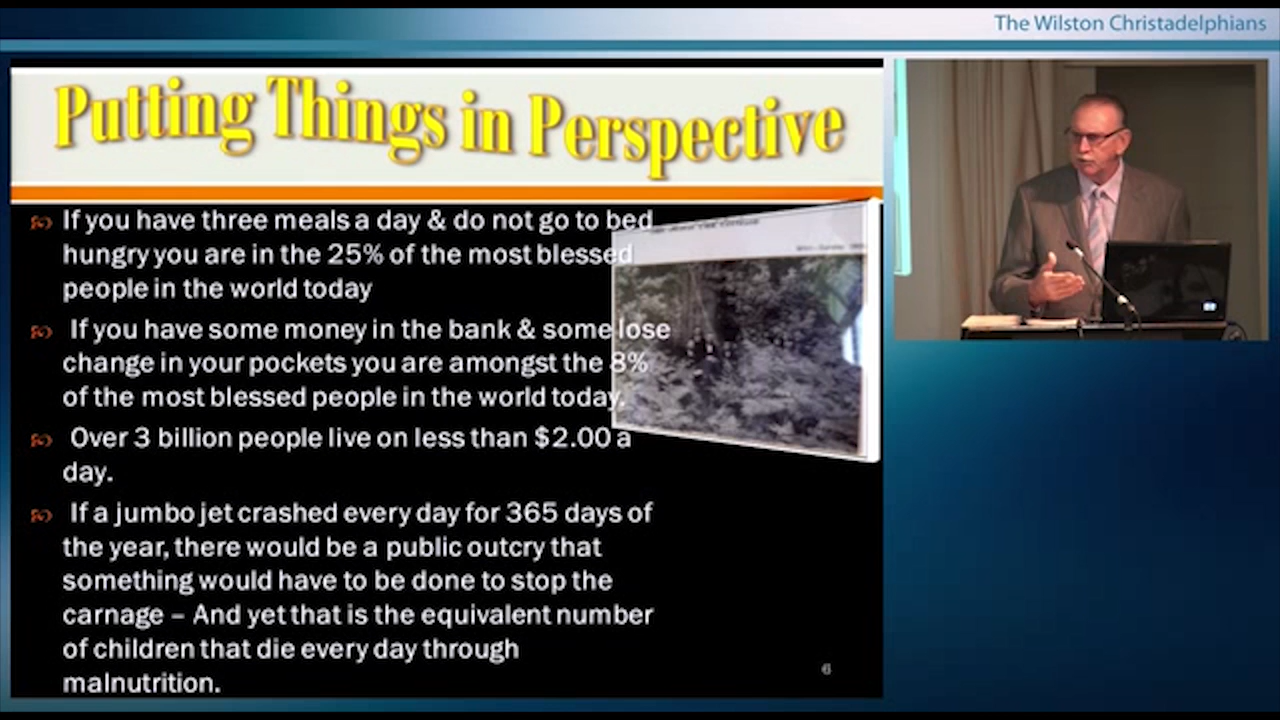 The Wilston Christadelphians
Putting Things in Perspective
If you have three meals a day & do not go to bed
hungry you are in the 25% of the most blessed
people in the world today
If you have some money in the bank & some lose
change in your pockets you are amongst the 8%
of the most blessed people in the world today.
Over 3 billion people live on less than $2.00 a
day.
If a jumbo jet crashed every day for 365 days of
the year, there would be a public outcry that
something would have to be done to stop the
carnage – And yet that is the equivalent number
of children that die every day through
malnutrition.
6